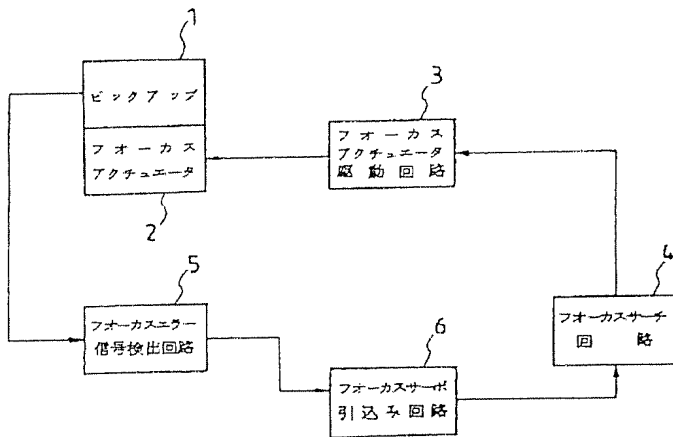 1
ピックアップ
フォーカス
アクチュエータ
2
3
フォーカス
アクチュエータ
駆動回路
4
フォーカスサーチ
回路
5
フォーカスエラー
信号検出回路
6
フォーカスサーボ
引込み回路